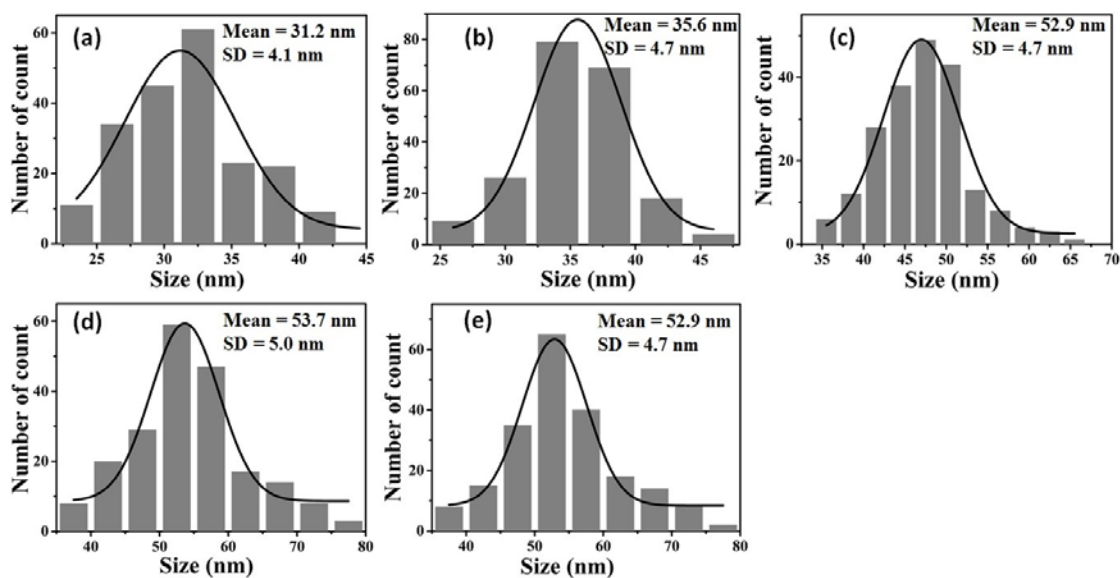 (a)
Mean = 31.2 nm
SD = 4.1 nm
Number of count
60
40
20
0
25 30 35 40 45
Size (nm)
(b)
Mean = 35.6 nm
SD = 4.7 nm
Number of count
80
60
40
20
0
25 30 35 40 45
Size (nm)
(c)
Mean = 52.9 nm
SD = 4.7 nm
Number of count
40
20
0
35 40 45 50 55 60 65 70
Size (nm)
(d)
Mean = 53.7 nm
SD = 5.0 nm
Number of count
60
40
20
0
40 50 60 70 80
Size (nm)
(e)
Mean = 52.9 nm
SD = 4.7 nm
Number of count
80
60
40
20
0
40 50 60 70 80
Size (nm)